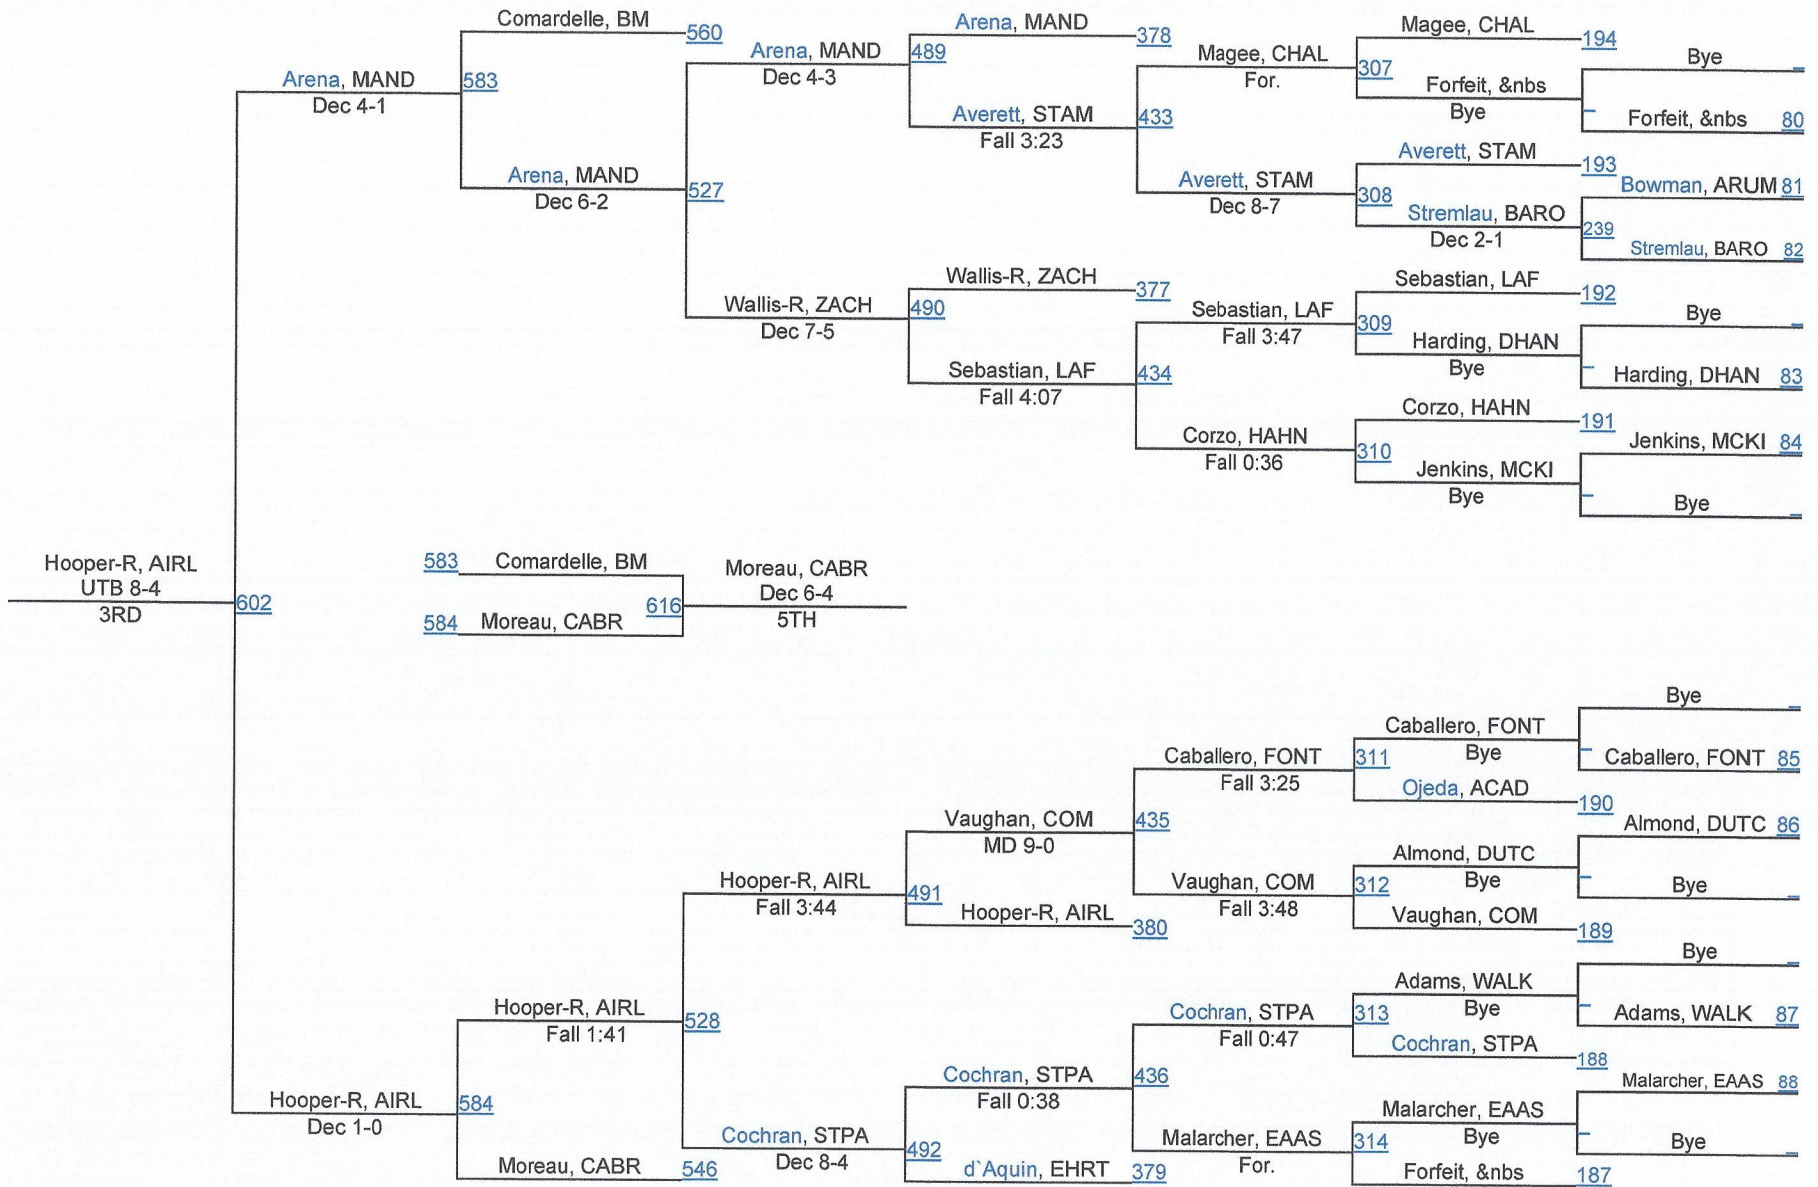 Comardelle, BM
560
Arena, MAND
Dec 4-1
583
Arena, MAND
Dec 6-2
527
Arena, MAND
Dec 4-3
489
Arena, MAND
378
Averett, STAM
Fall 3:23
433
Magee, CHAL
For.
307
Magee, CHAL
194
Forfeit, &nbs
Bye
Bye
Forfeit, &nbs 80
Averett, STAM
Dec 8-7
308
Averett, STAM
193
Stremlau, BARO
Dec 2-1
239
Bowman, ARUM 81
Stremlau, BARO 82
Wallis-R, ZACH
Dec 7-5
490
Wallis-R, ZACH
377
Sebastian, LAF
Fall 4:07
434
Sebastian, LAF
Fall 3:47
309
Sebastian, LAF
192
Harding, DHAN
Bye
Bye
Harding, DHAN 83
Corzo, HAHN
Fall 0:36
310
Corzo, HAHN
191
Jenkins, MCKI
Bye
Jenkins, MCKI 84
Bye
Hooper-R, AIRL
UTB 8-4
3RD
602
583 Comardelle, BM
584 Moreau, CABR
616
Moreau, CABR
Dec 6-4
5TH
Bye
Caballero, FONT 85
Caballero, FONT
Bye
Caballero, FONT
Fall 3:25
311
Ojeda, ACAD
190
Vaughan, COM
MD 9-0
435
Almond, DUTC 86
Bye
Almond, DUTC
Bye
Vaughan, COM
Fall 3:48
312
Vaughan, COM
189
Hooper-R, AIRL
Fall 3:44
491
Hooper-R, AIRL
380
Hooper-R, AIRL
Fall 1:41
528
Bye
Adams, WALK 87
Adams, WALK
Bye
Cochran, STPA
Fall 0:47
313
Cochran, STPA
188
Cochran, STPA
Fall 0:38
436
Malarcher, EAAS 88
Bye
Malarcher, EAAS
Bye
Malarcher, EAAS
For.
314
Forfeit, &nbs
187
Hooper-R, AIRL
Dec 1-0
584
Cochran, STPA
Dec 8-4
492
d`Aquin, EHRT
379
Moreau, CABR
546